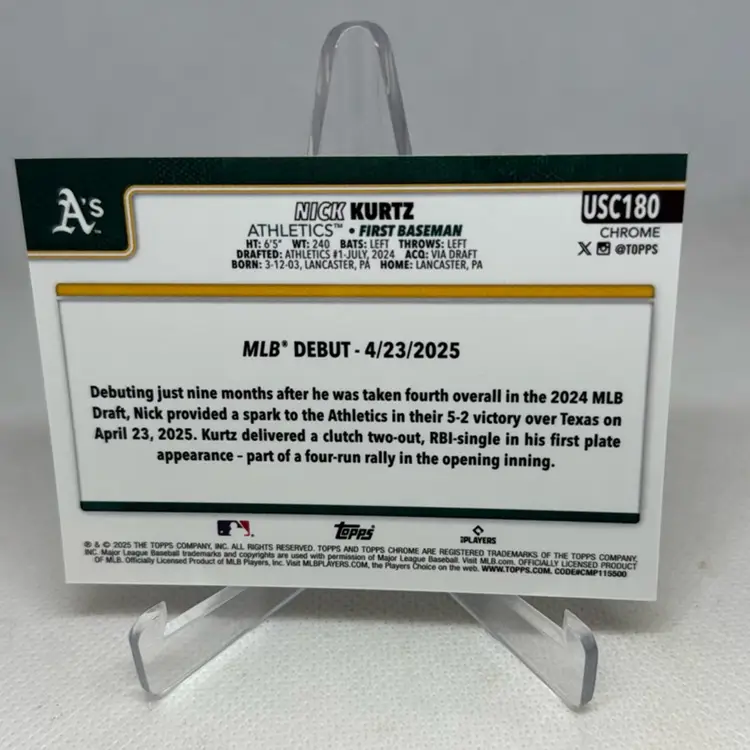 A's
NICK KURTZ
USC180
ATHLETICS™ • FIRST BASEMAN
CHROME
HT: 6'5" WT: 240 BATS: LEFT THROWS: LEFT
@TOPPS
DRAFTED: ATHLETICS #1-JULY, 2024 ACQ: VIA DRAFT
BORN: 3-12-03, LANCASTER, PA HOME: LANCASTER, PA
MLB® DEBUT - 4/23/2025
Debuting just nine months after he was taken fourth overall in the 2024 MLB
Draft, Nick provided a spark to the Athletics in their 5-2 victory over Texas on
April 23, 2025. Kurtz delivered a clutch two-out, RBI-single in his first plate
appearance – part of a four-run rally in the opening inning.
Topps
PLAYERS
® & © 2025 THE TOPPS COMPANY, INC. ALL RIGHTS RESERVED. TOPPS AND TOPPS CHROME ARE REGISTERED TRADEMARKS OF THE TOPPS COMPANY,
INC. Major League Baseball trademarks and copyrights are used with permission of Major League Baseball. Visit MLB.com. OFFICIALLY LICENSED PRODUCT
OF MLB. Officially Licensed Product of MLB Players, Inc. Visit MLBPLAYERS.COM, the Players Choice on the web. WWW.TOPPS.COM. CODE#CMP115500